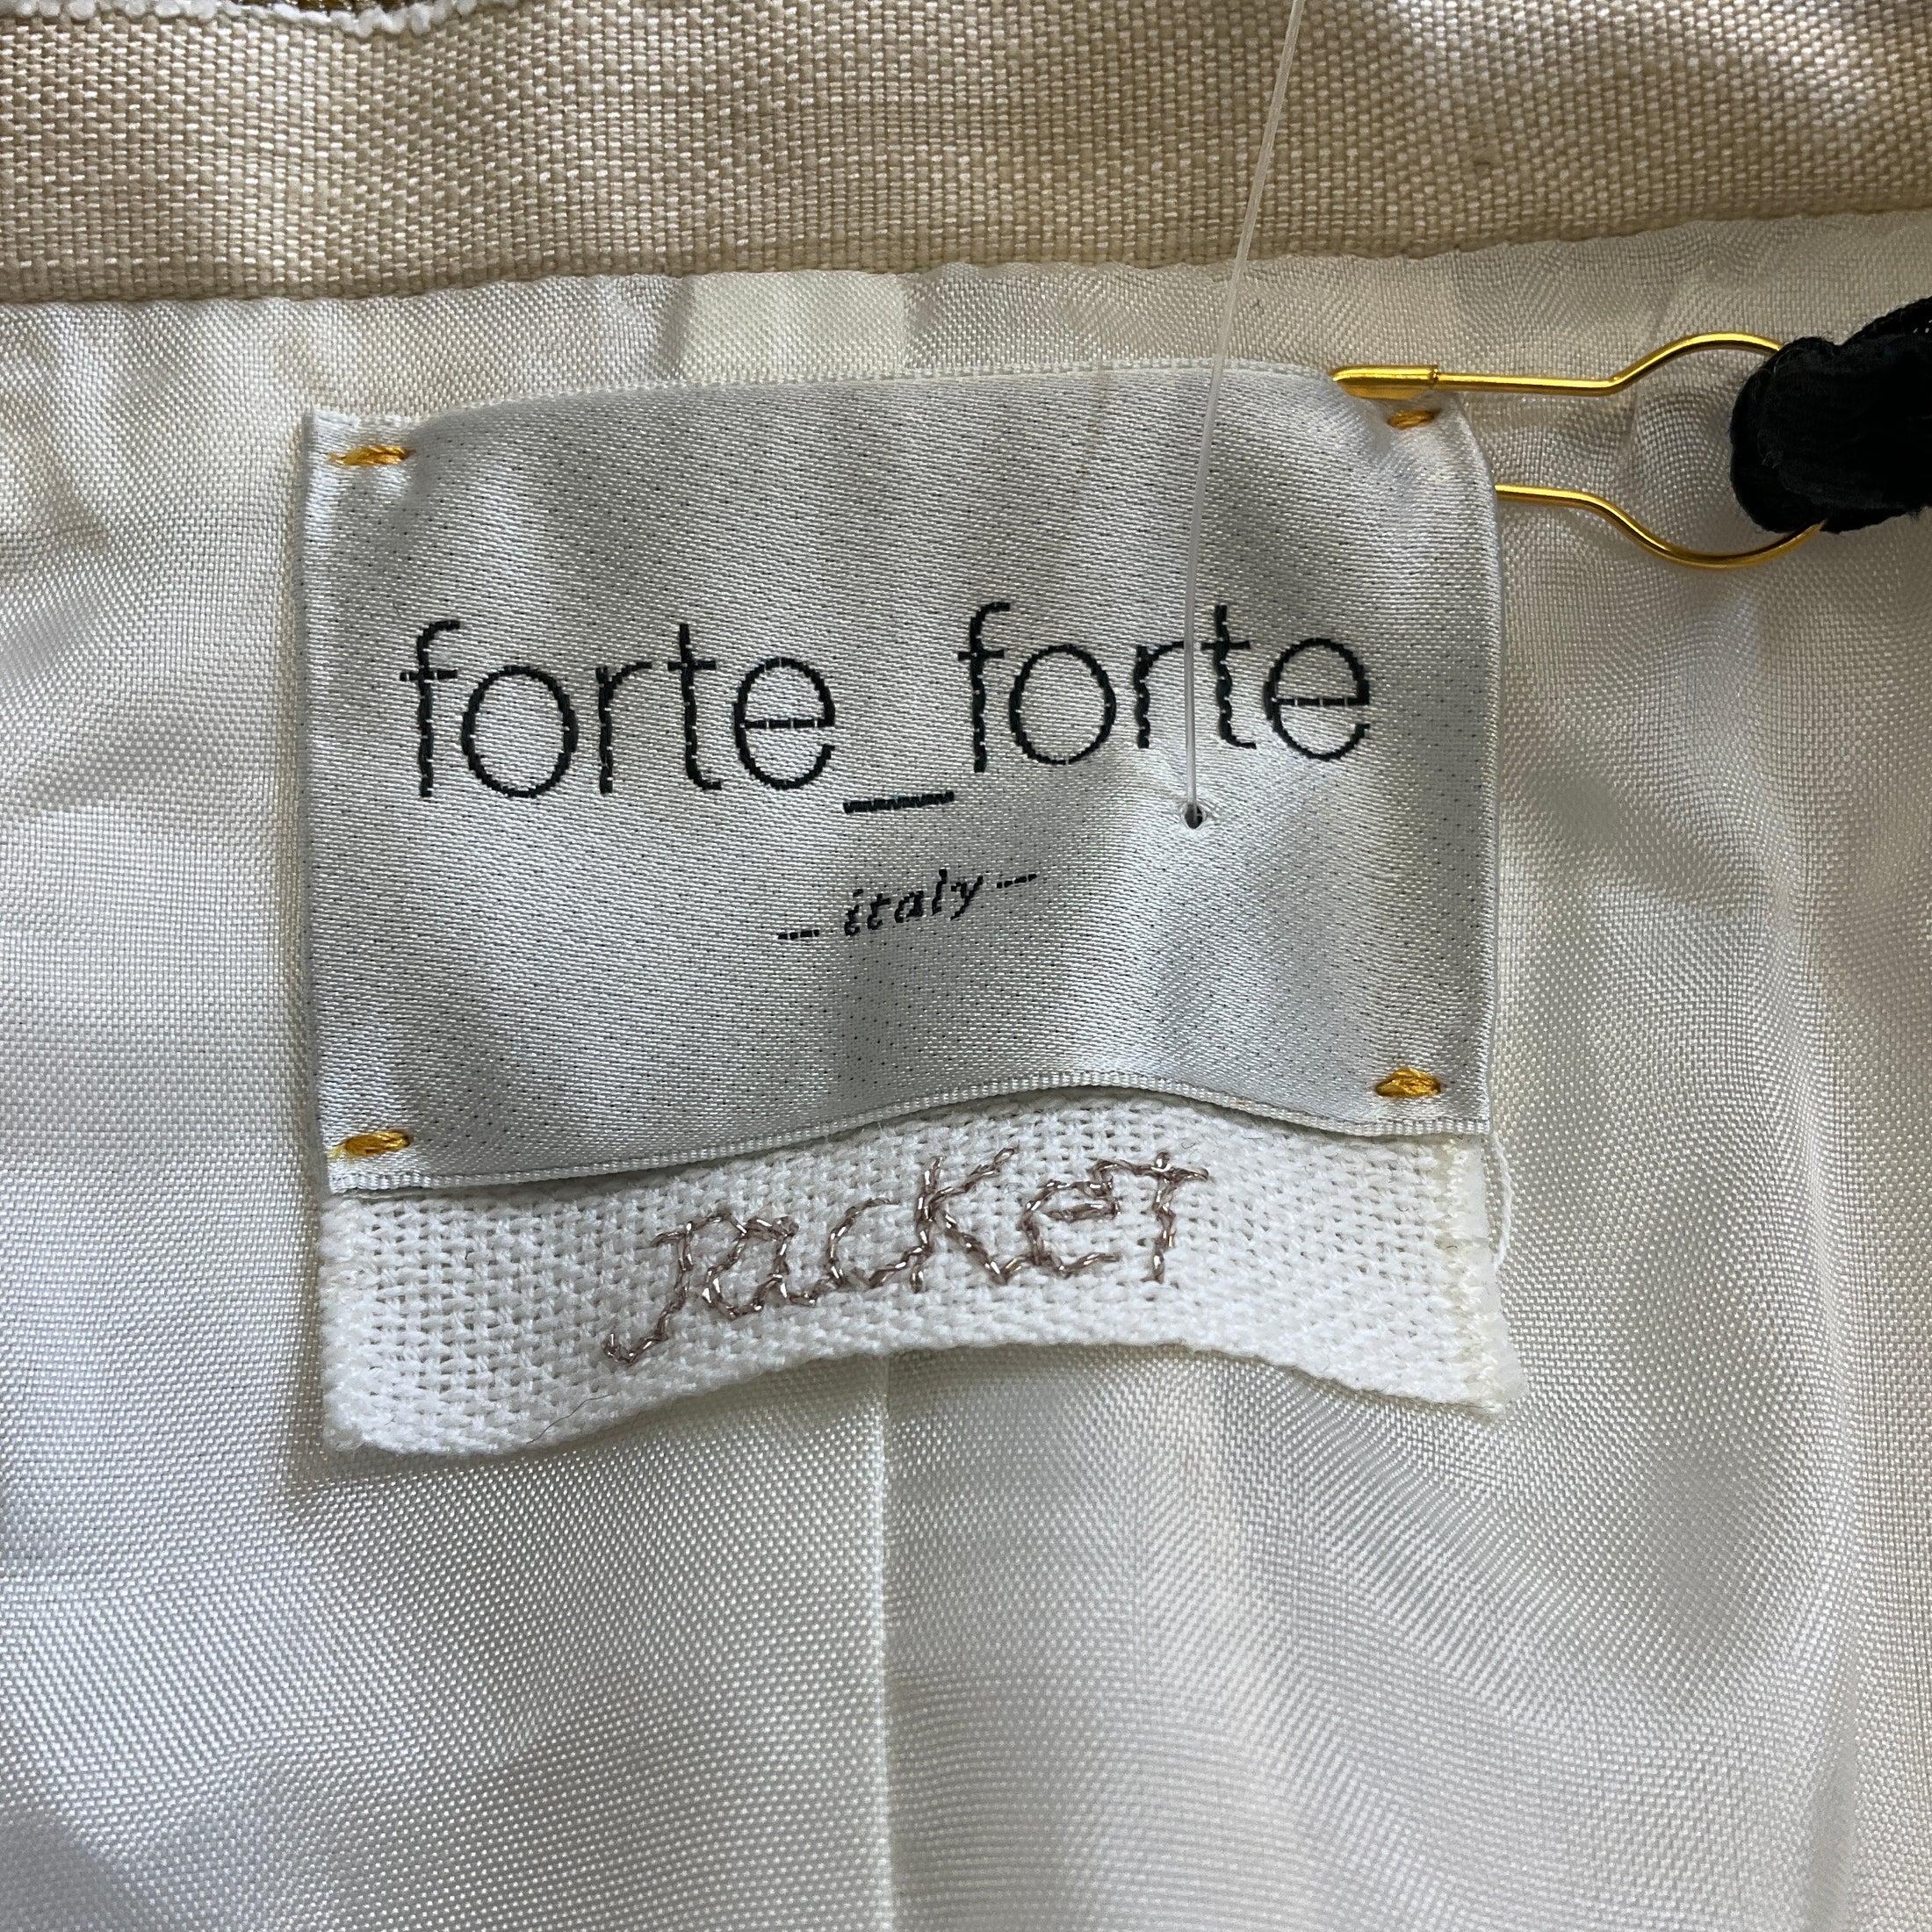 forte_forte
— italy —
Jacket